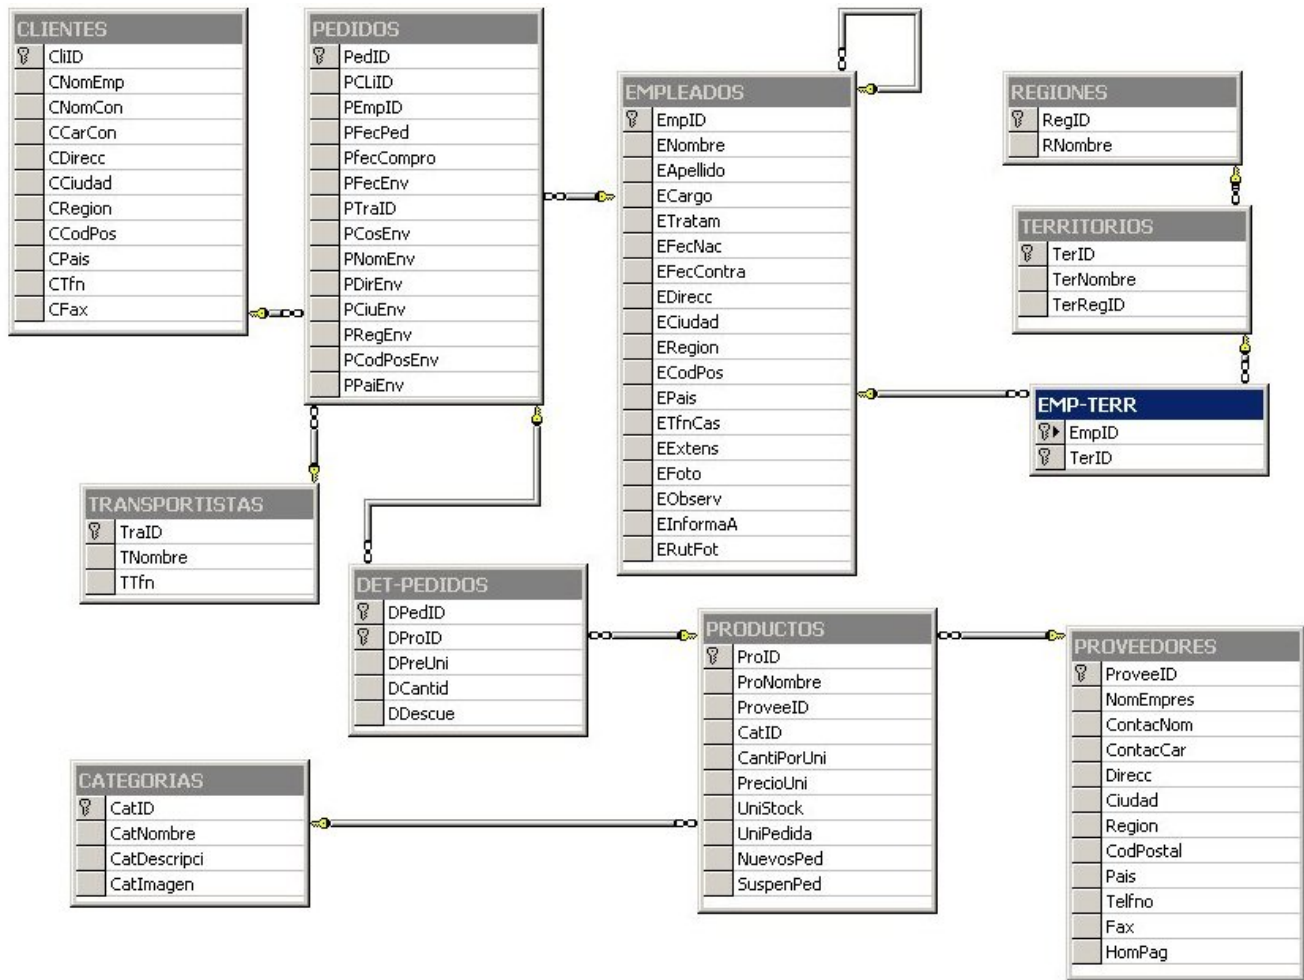 CLIENTES
CliID
CNomEmp
CNomCon
CCarCon
CDirecc
CCiudad
CRegion
CCodPos
CPais
CTfn
CFax
PEDIDOS
PedID
PCLiID
PEmpID
PFecPed
PfecCompro
PFecEnv
PTraID
PCosEnv
PNomEnv
PDirEnv
PCiuEnv
PRegEnv
PCodPosEnv
PPaiEnv
EMPLEADOS
EmpID
ENombre
EApellido
ECargo
ETratam
EFecNac
EFecContra
EDirecc
ECiudad
ERegion
ECodPos
EPais
ETfnCas
EExtens
EFoto
EObserv
EInformaA
ERutFot
REGIONES
RegID
RNombre
TERRITORIOS
TerID
TerNombre
TerRegID
EMP-TERR
EmpID
TerID
TRANSPORTISTAS
TraID
TNombre
TTfn
DET-PEDIDOS
DPedID
DProID
DPreUni
DCantid
DDescue
PRODUCTOS
ProID
ProNombre
ProveeID
CatID
CantiPorUni
PrecioUni
UniStock
UniPedida
NuevosPed
SuspenPed
PROVEEDORES
ProveeID
NomEmpres
ContacNom
ContacCar
Direcc
Ciudad
Region
CodPostal
Pais
Telfno
Fax
HomPag
CATEGORIAS
CatID
CatNombre
CatDescripci
CatImagen